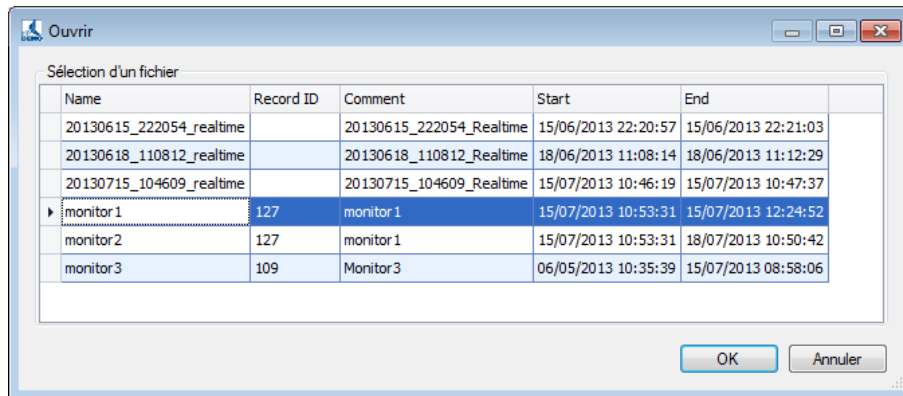 Ouvrir
Sélection d'un fichier
Name Record ID Comment Start End
20130615_222054_realtime 20130615_222054_Realtime 15/06/2013 22:20:57 15/06/2013 22:21:03
20130618_110812_realtime 20130618_110812_Realtime 18/06/2013 11:08:14 18/06/2013 11:12:29
20130715_104609_realtime 20130715_104609_Realtime 15/07/2013 10:46:19 15/07/2013 10:47:37
monitor1 127 monitor1 15/07/2013 10:53:31 15/07/2013 12:24:52
monitor2 127 monitor1 15/07/2013 10:53:31 18/07/2013 10:50:42
monitor3 109 Monitor3 06/05/2013 10:35:39 15/07/2013 08:58:06
OK Annuler